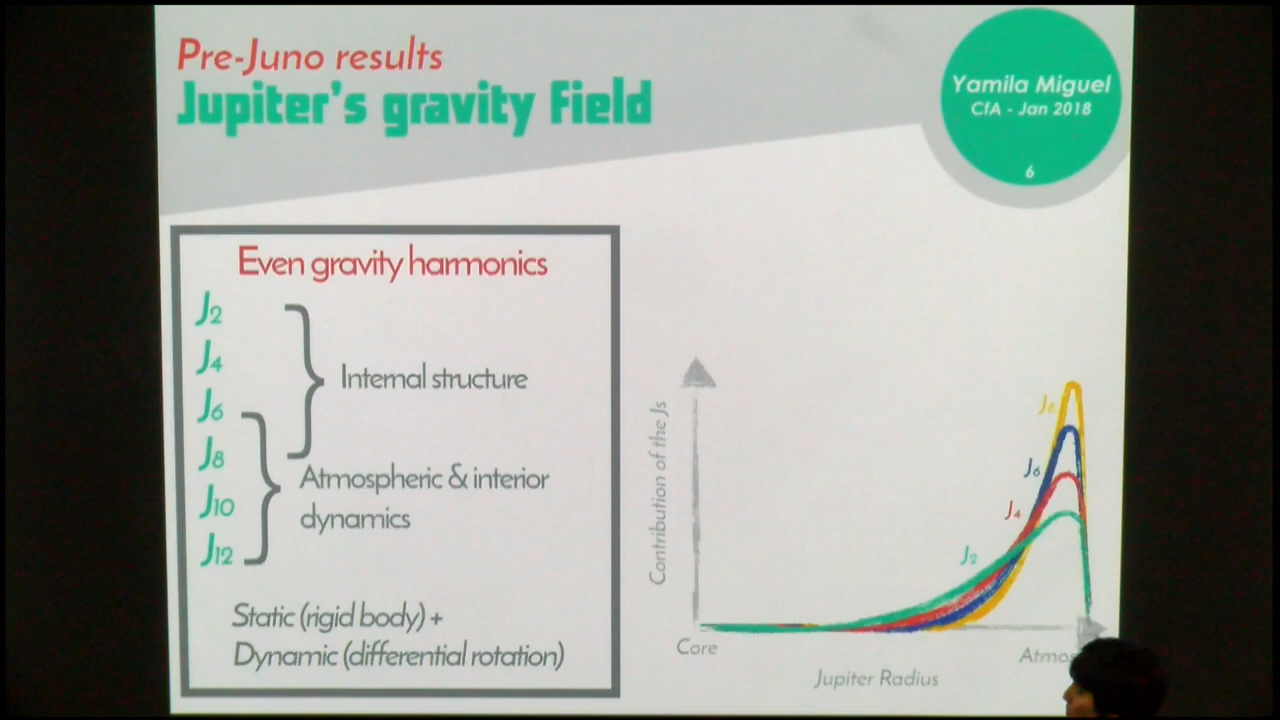 Pre-Juno results
Jupiter's gravity Field
Yamila Miguel
CfA - Jan 2018
6
Even gravity harmonics
J2
J4
J6
J8
J10
J12
Internal structure
Atmospheric & interior
dynamics
Static (rigid body) +
Dynamic (differential rotation)
Contribution of the Js
J8
J6
J4
J2
Core
Jupiter Radius